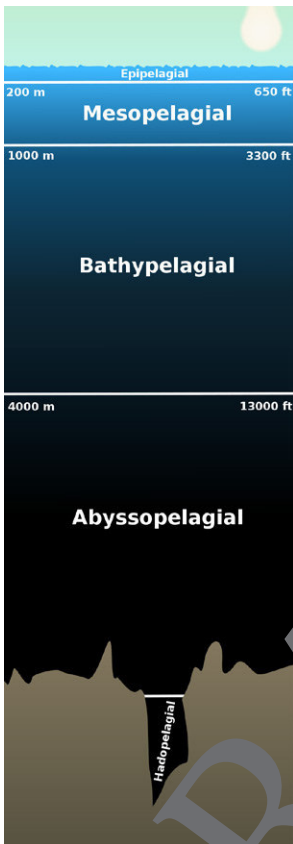 Epipelagial
200 m 650 ft
Mesopelagial
1000 m 3300 ft
Bathypelagial
4000 m 13000 ft
Abyssopelagial
Hadopelagial